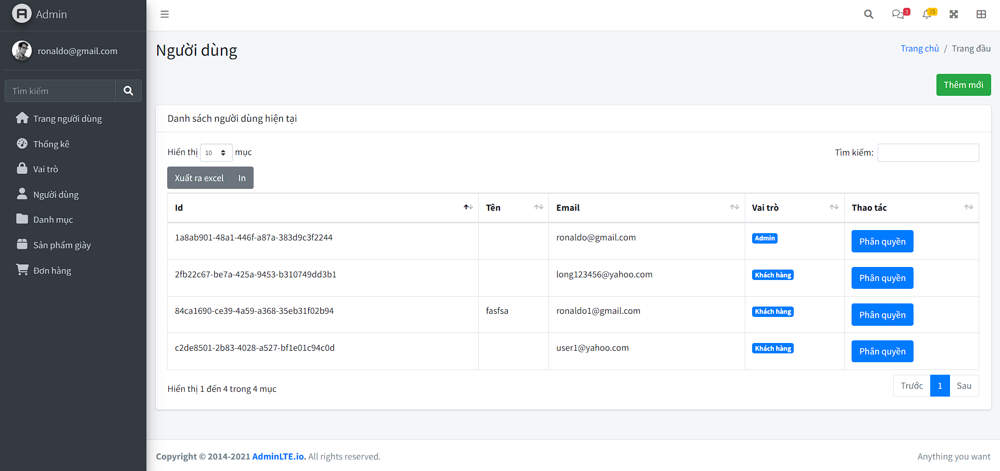 Admin
ronaldo@gmail.com
Tìm kiếm
Trang người dùng
Thống kê
Vai trò
Người dùng
Danh mục
Sản phẩm giày
Đơn hàng
3
15
Người dùng
Trang chủ / Trang đầu
Thêm mới
Danh sách người dùng hiện tại
Hiển thị 10 mục
Tìm kiếm:
Xuất ra excel In
Id Tên Email Vai trò Thao tác
1a8ab901-48a1-446f-a87a-383d9c3f2244 ronaldo@gmail.com Admin Phân quyền
2fb22c67-be7a-425a-9453-b310749dd3b1 long123456@yahoo.com Khách hàng Phân quyền
84ca1690-ce39-4a59-a368-35eb31f02b94 fasfsa ronaldo1@gmail.com Khách hàng Phân quyền
c2de8501-2b83-4028-a527-bf1e01c94c0d user1@yahoo.com Khách hàng Phân quyền
Hiển thị 1 đến 4 trong 4 mục
Trước 1 Sau
Copyright © 2014-2021 AdminLTE.io. All rights reserved.
Anything you want